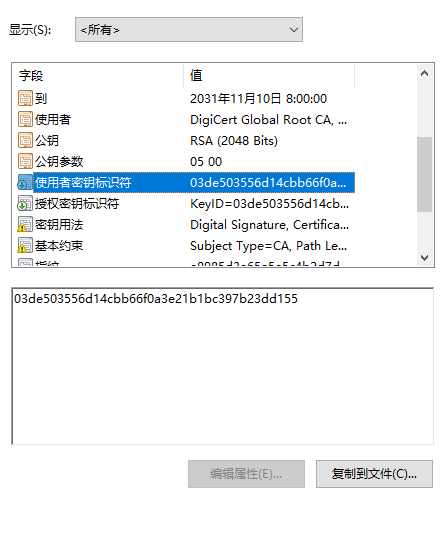 显示(S):
<所有>
字段 值
到 2031年11月10日 8:00:00
使用者 DigiCert Global Root CA, ...
公钥 RSA (2048 Bits)
公钥参数 05 00
使用者密钥标识符 03de503556d14cbb66f0a...
授权密钥标识符 KeyID=03de503556d14cb...
密钥用法 Digital Signature, Certifica...
基本约束 Subject Type=CA, Path Le...
03de503556d14cbb66f0a3e21b1bc397b23dd155
编辑属性(E)...
复制到文件(C)...